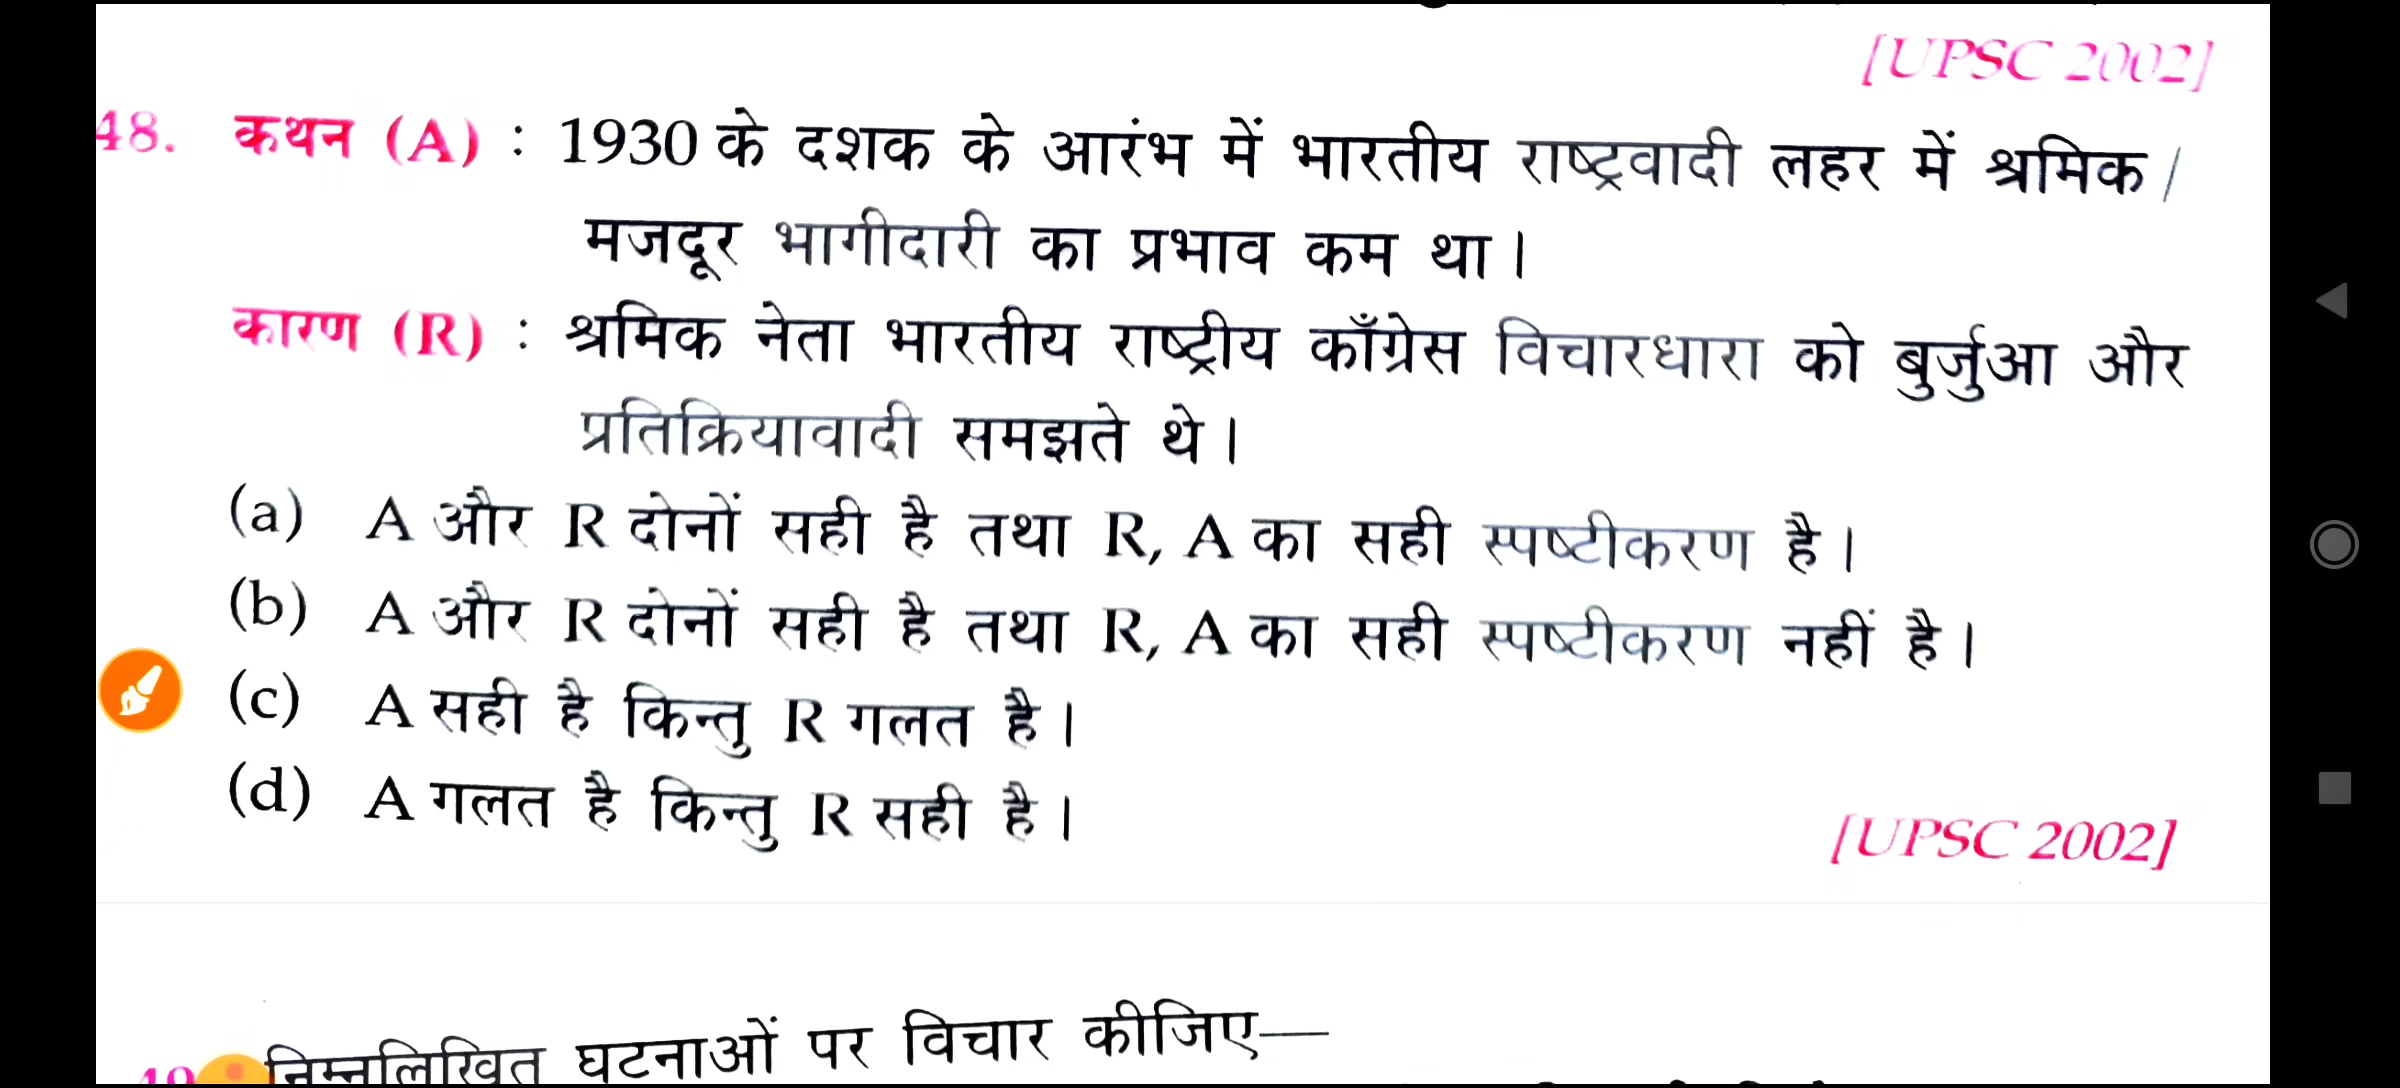 [UPSC 2002]
48. कथन (A) : 1930 के दशक के आरंभ में भारतीय राष्ट्रवादी लहर में श्रमिक /
मजदूर भागीदारी का प्रभाव कम था।
कारण (R) : श्रमिक नेता भारतीय राष्ट्रीय काँग्रेस विचारधारा को बुर्जुआ और
प्रतिक्रियावादी समझते थे।
(a) A और R दोनों सही है तथा R, A का सही स्पष्टीकरण है।
(b) A और R दोनों सही है तथा R, A का सही स्पष्टीकरण नहीं है।
(c) A सही है किन्तु R गलत है।
(d) A गलत है किन्तु R सही है।
[UPSC 2002]
निम्नलिखित घटनाओं पर विचार कीजिए—